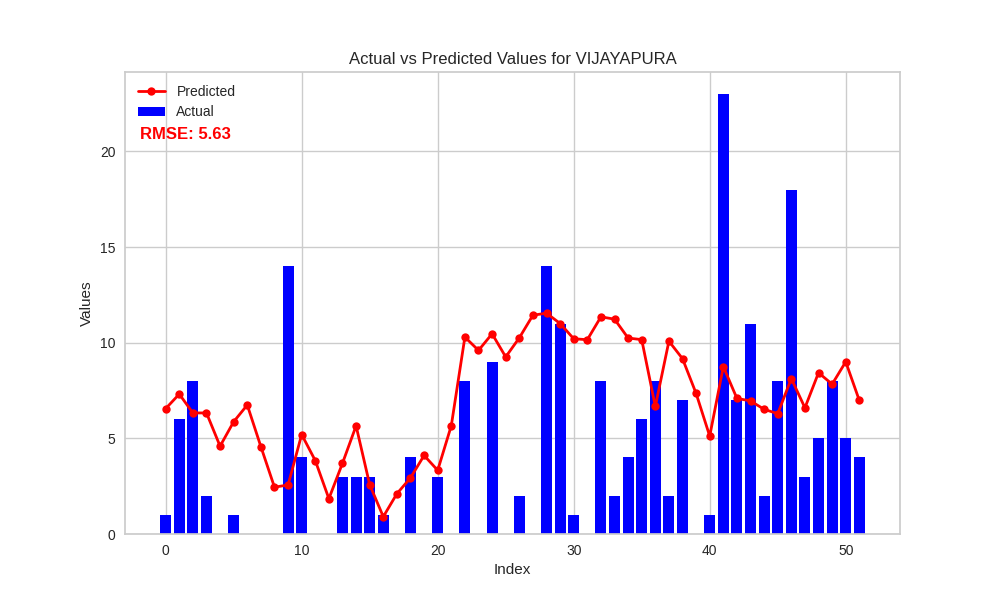 Actual vs Predicted Values for VIJAYAPURA
Predicted
Actual
RMSE: 5.63
20
15
10
5
0
Values
0 10 20 30 40 50
Index